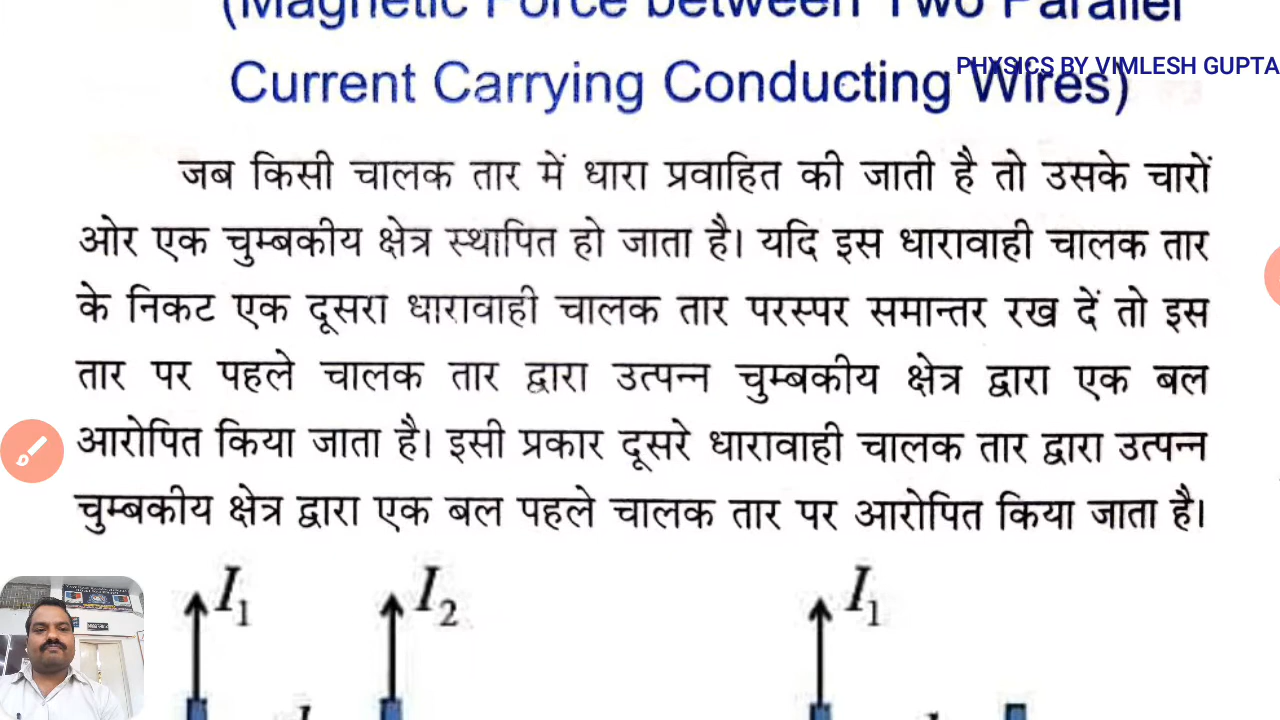 (Magnetic Force between Two Parallel
PHYSICS BY VIMLESH GUPTA
Current Carrying Conducting Wires)
जब किसी चालक तार में धारा प्रवाहित की जाती है तो उसके चारों
ओर एक चुम्बकीय क्षेत्र स्थापित हो जाता है। यदि इस धारावाही चालक तार
के निकट एक दूसरा धारावाही चालक तार परस्पर समान्तर रख दें तो इस
तार पर पहले चालक तार द्वारा उत्पन्न चुम्बकीय क्षेत्र द्वारा एक बल
आरोपित किया जाता है। इसी प्रकार दूसरे धारावाही चालक तार द्वारा उत्पन्न
चुम्बकीय क्षेत्र द्वारा एक बल पहले चालक तार पर आरोपित किया जाता है।
I₁ I₂ I₁